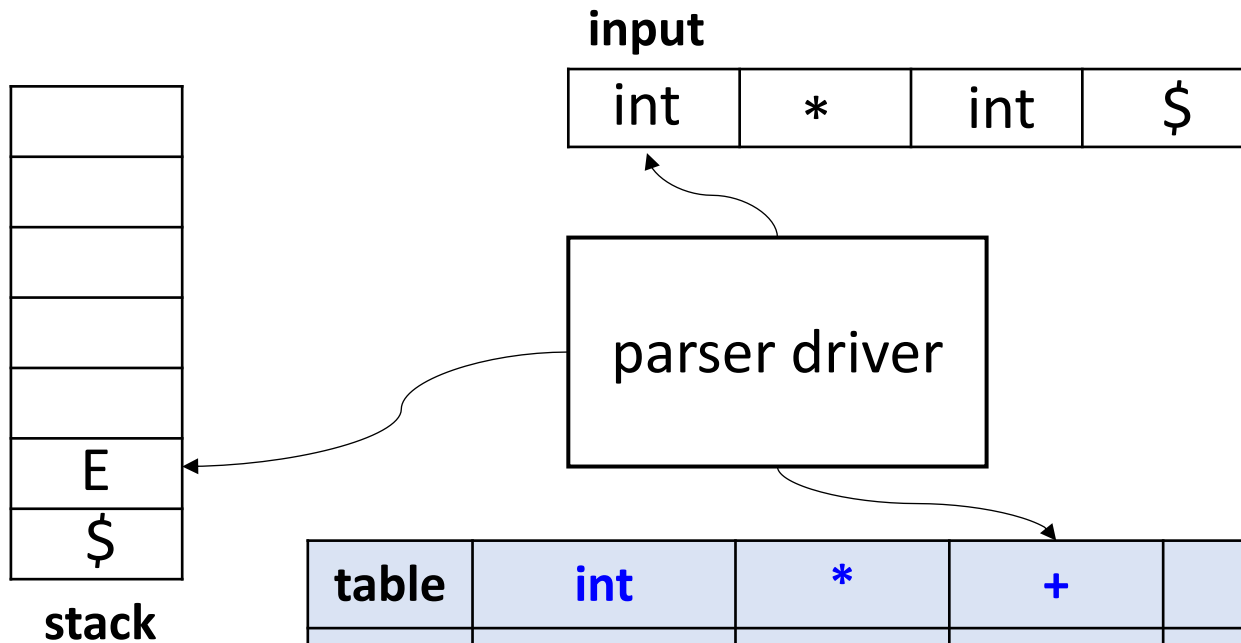 input
int * int $
parser driver
E
$
stack
table int * +